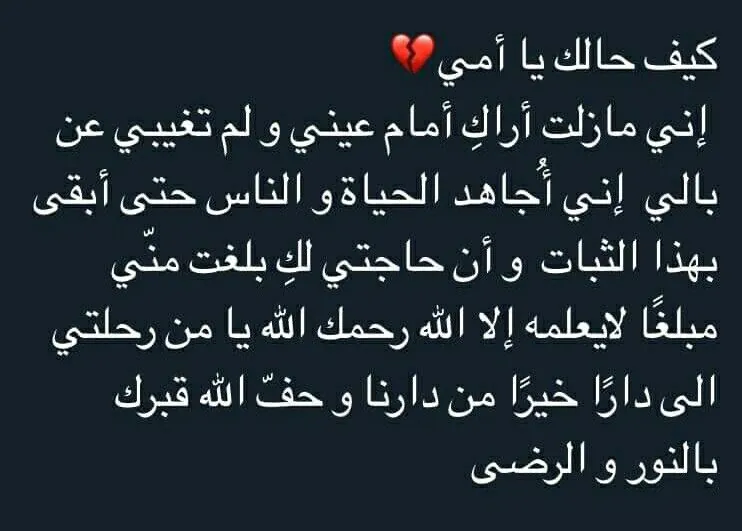 كيف حالك يا أمي💔
إني مازلت أراكِ أمام عيني و لم تغيبي عن
بالي إني أُجاهد الحياة و الناس حتى أبقى
بهذا الثبات و أن حاجتي لكِ بلغت منّي
مبلغًا لايعلمه إلا الله رحمك الله يا من رحلتي
الى دارًا خيرًا من دارنا و حفّ الله قبرك
بالنور و الرضى